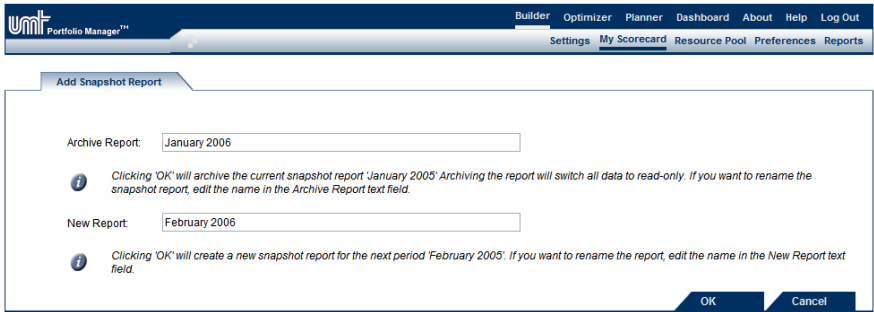 Builder Optimizer Planner Dashboard About Help Log Out
umt Portfolio Manager™
Settings My Scorecard Resource Pool Preferences Reports
Add Snapshot Report
Archive Report: January 2006
Clicking 'OK' will archive the current snapshot report 'January 2005' Archiving the report will switch all data to read-only. If you want to rename the
snapshot report, edit the name in the Archive Report text field.
New Report: February 2006
Clicking 'OK' will create a new snapshot report for the next period 'February 2005'. If you want to rename the report, edit the name in the New Report text
field.
OK Cancel